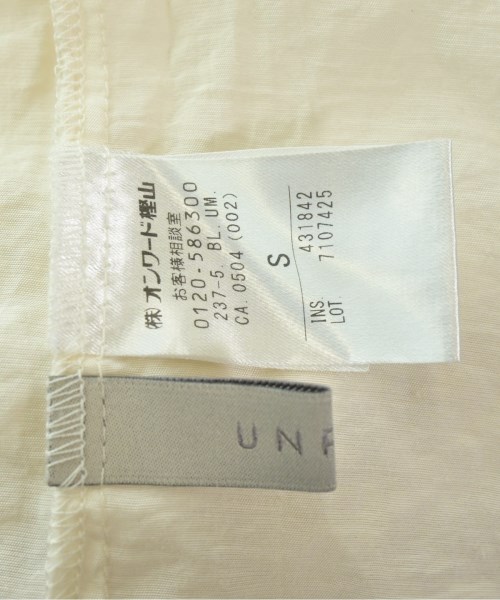 (株)オンワード樫山
お客様相談室
0120-586300
237-5. BL. UM.
CA. 0504 (002)
S
INS 431842
LOT 7107425
U N